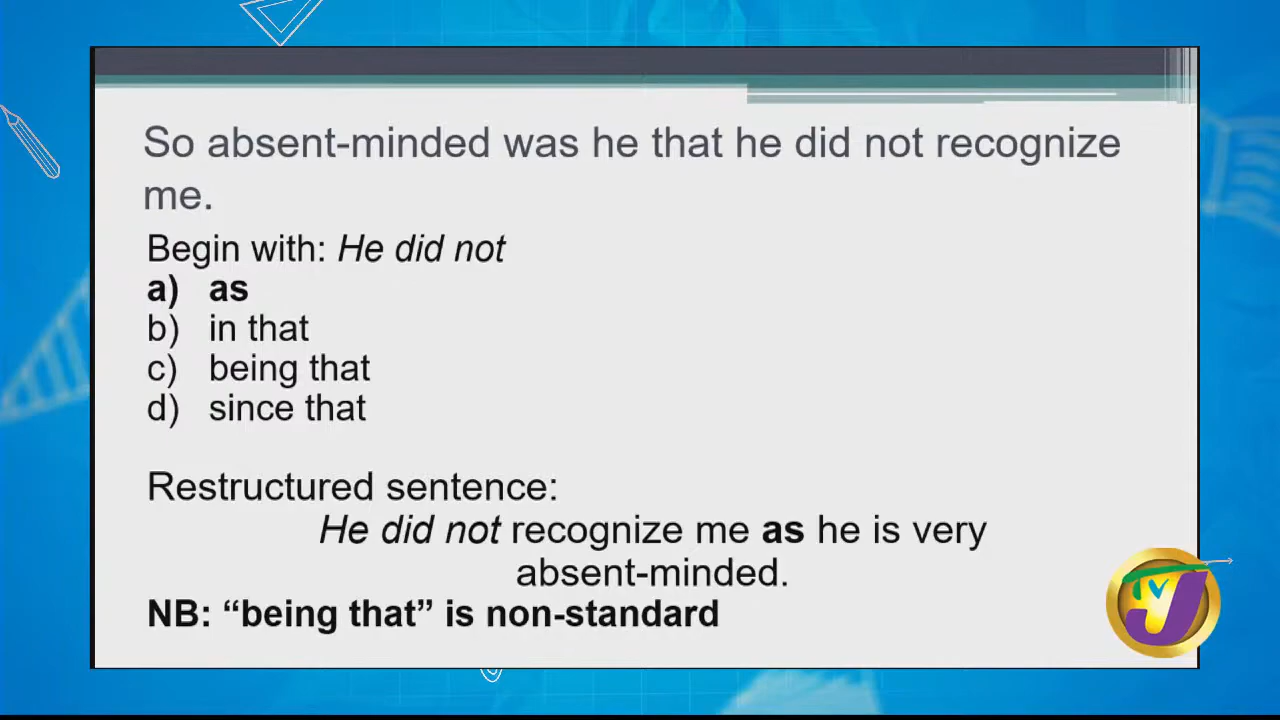 So absent-minded was he that he did not recognize
me.
Begin with: He did not
a) as
b) in that
c) being that
d) since that
Restructured sentence:
He did not recognize me as he is very
absent-minded.
NB: “being that” is non-standard
TVJ